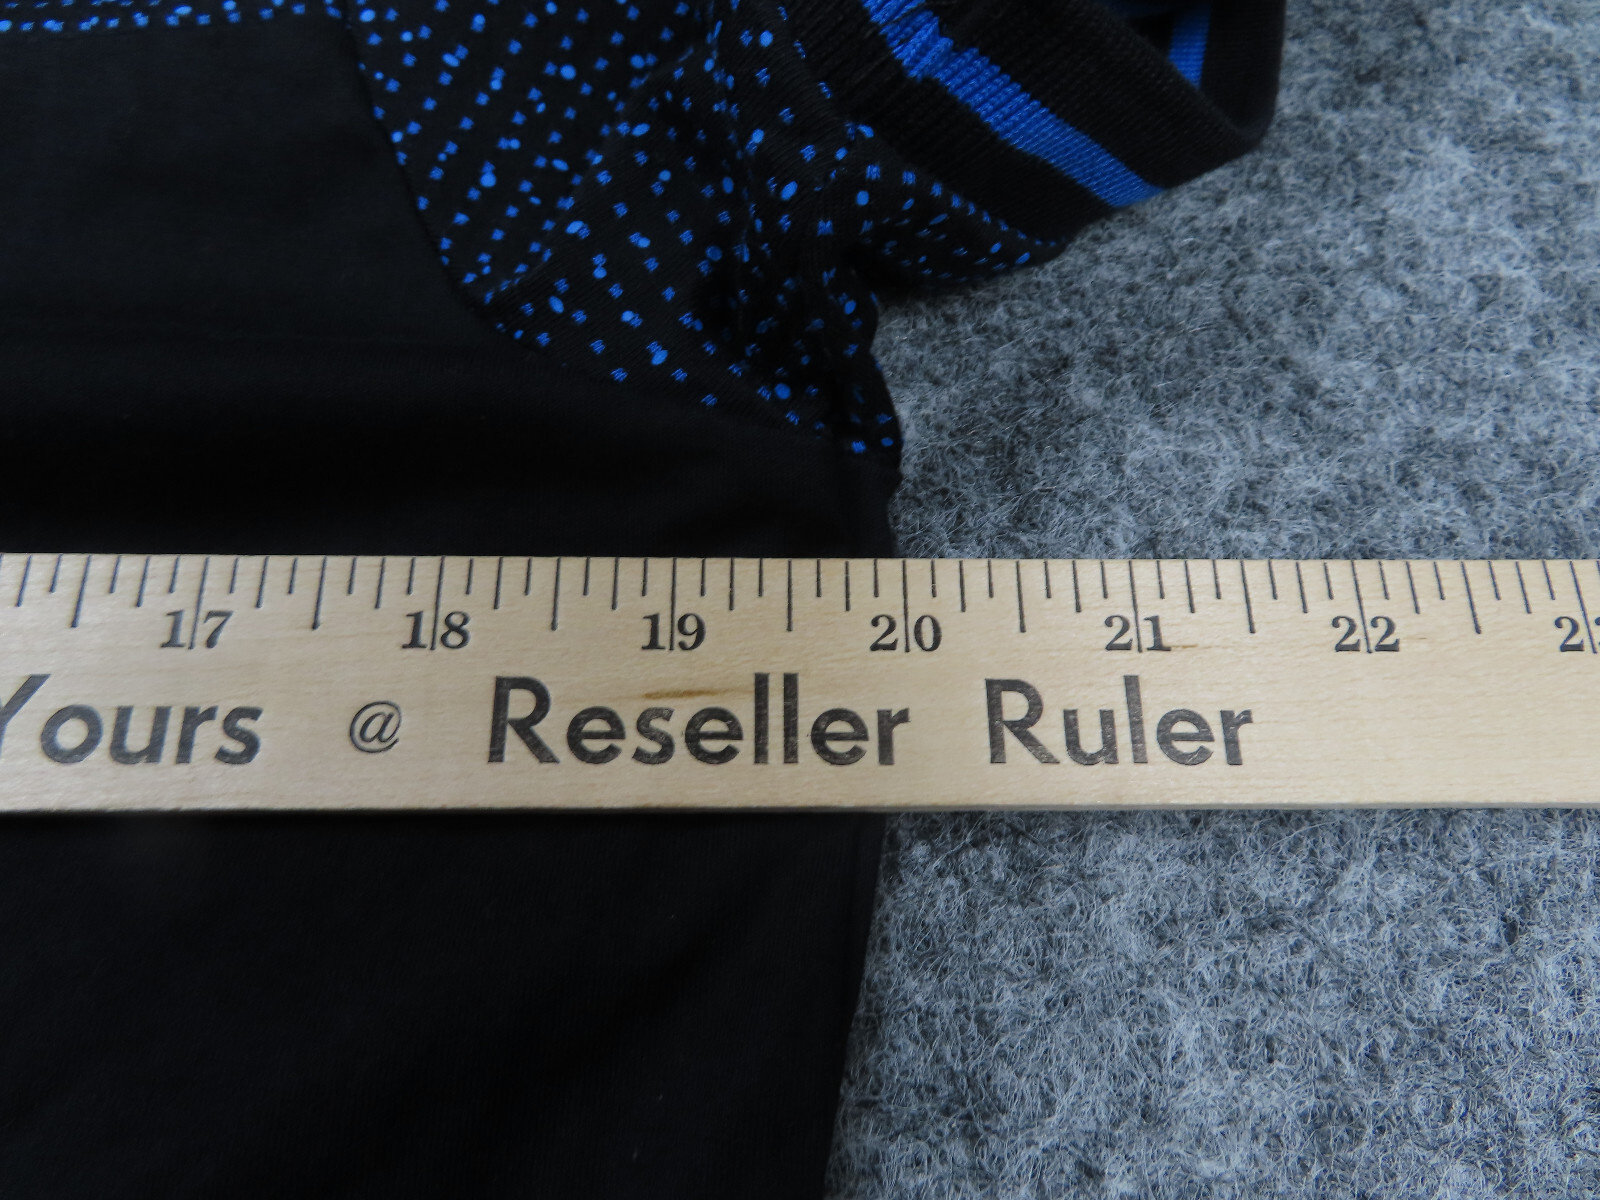 17 18 19 20 21 22
Yours @ Reseller Ruler